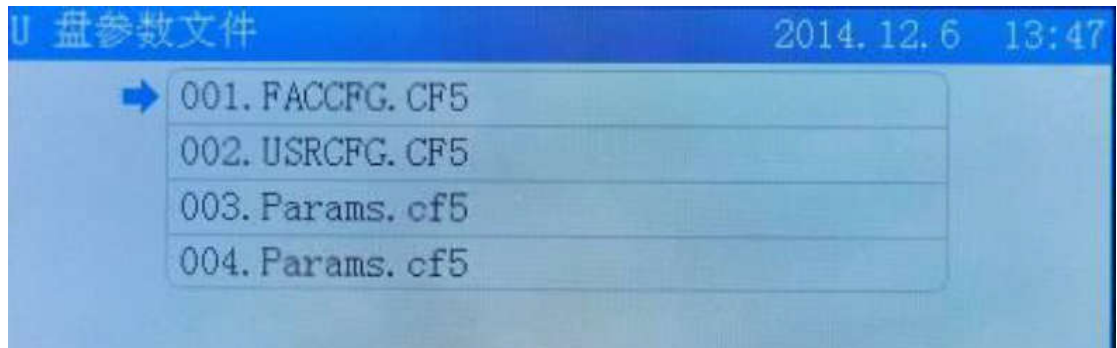 U 盘参数文件 2014.12.6 13:47
001.FACCFG.CF5
002.USRCFG.CF5
003.Params.cf5
004.Params.cf5